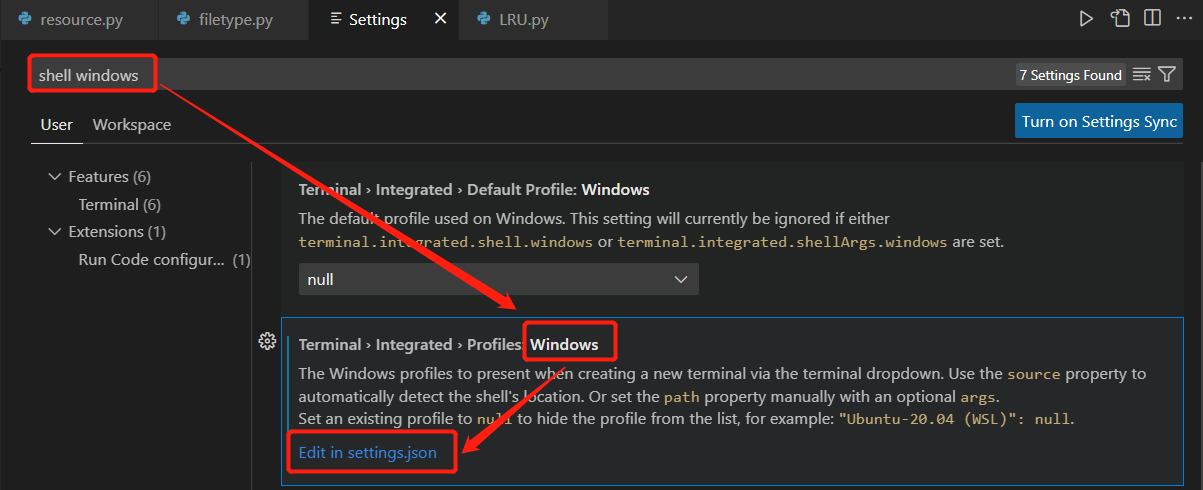 resource.py filetype.py Settings LRU.py
shell windows 7 Settings Found
User Workspace Turn on Settings Sync
Features (6)
Terminal (6)
Extensions (1)
Run Code configur... (1)
Terminal › Integrated › Default Profile: Windows
The default profile used on Windows. This setting will currently be ignored if either
terminal.integrated.shell.windows or terminal.integrated.shellArgs.windows are set.
null
Terminal › Integrated › Profiles: Windows
The Windows profiles to present when creating a new terminal via the terminal dropdown. Use the source property to
automatically detect the shell's location. Or set the path property manually with an optional args.
Set an existing profile to null to hide the profile from the list, for example: "Ubuntu-20.04 (WSL)": null.
Edit in settings.json